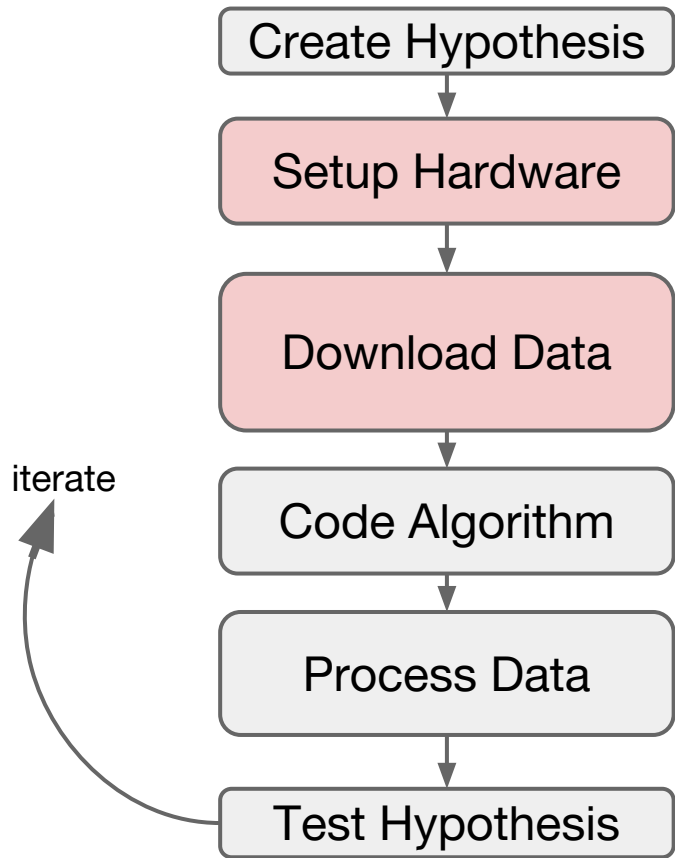 Create Hypothesis
Setup Hardware
Download Data
iterate
Code Algorithm
Process Data
Test Hypothesis